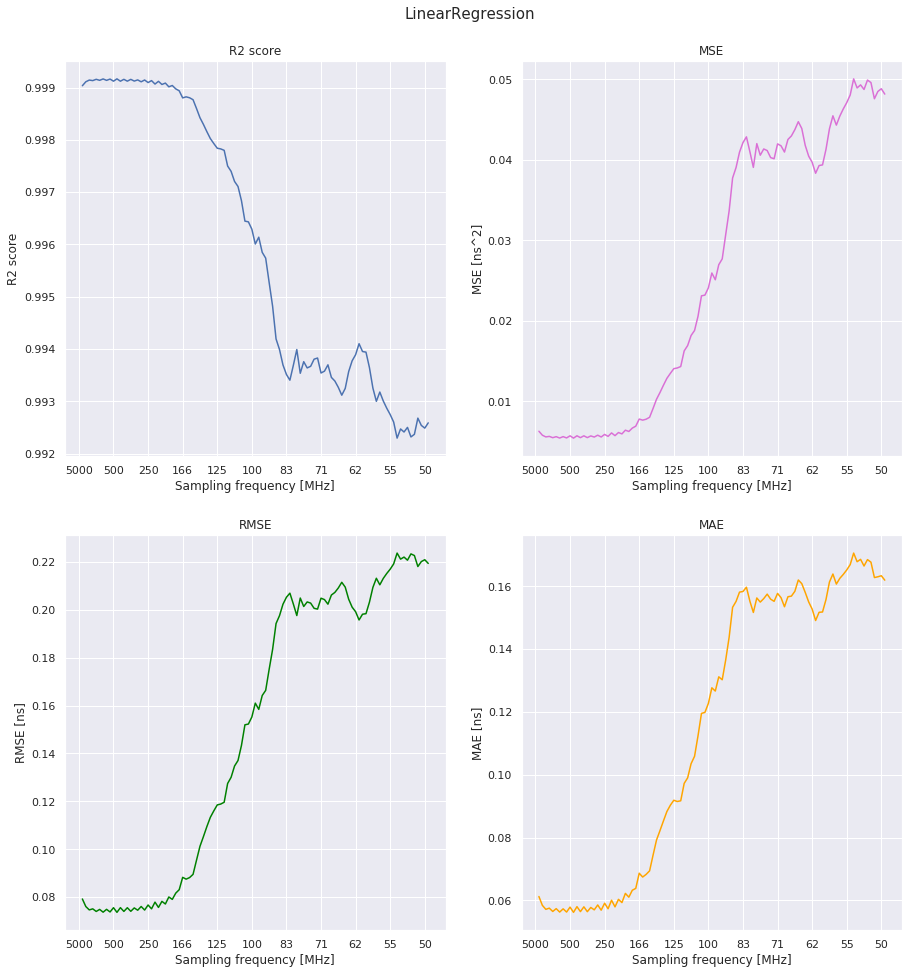 LinearRegression
R2 score
R2 score
0.999
0.998
0.997
0.996
0.995
0.994
0.993
0.992
5000 500 250 166 125 100 83 71 62 55 50
Sampling frequency [MHz]
MSE
MSE [ns^2]
0.05
0.04
0.03
0.02
0.01
5000 500 250 166 125 100 83 71 62 55 50
Sampling frequency [MHz]
RMSE
RMSE [ns]
0.22
0.20
0.18
0.16
0.14
0.12
0.10
0.08
5000 500 250 166 125 100 83 71 62 55 50
Sampling frequency [MHz]
MAE
MAE [ns]
0.16
0.14
0.12
0.10
0.08
0.06
5000 500 250 166 125 100 83 71 62 55 50
Sampling frequency [MHz]